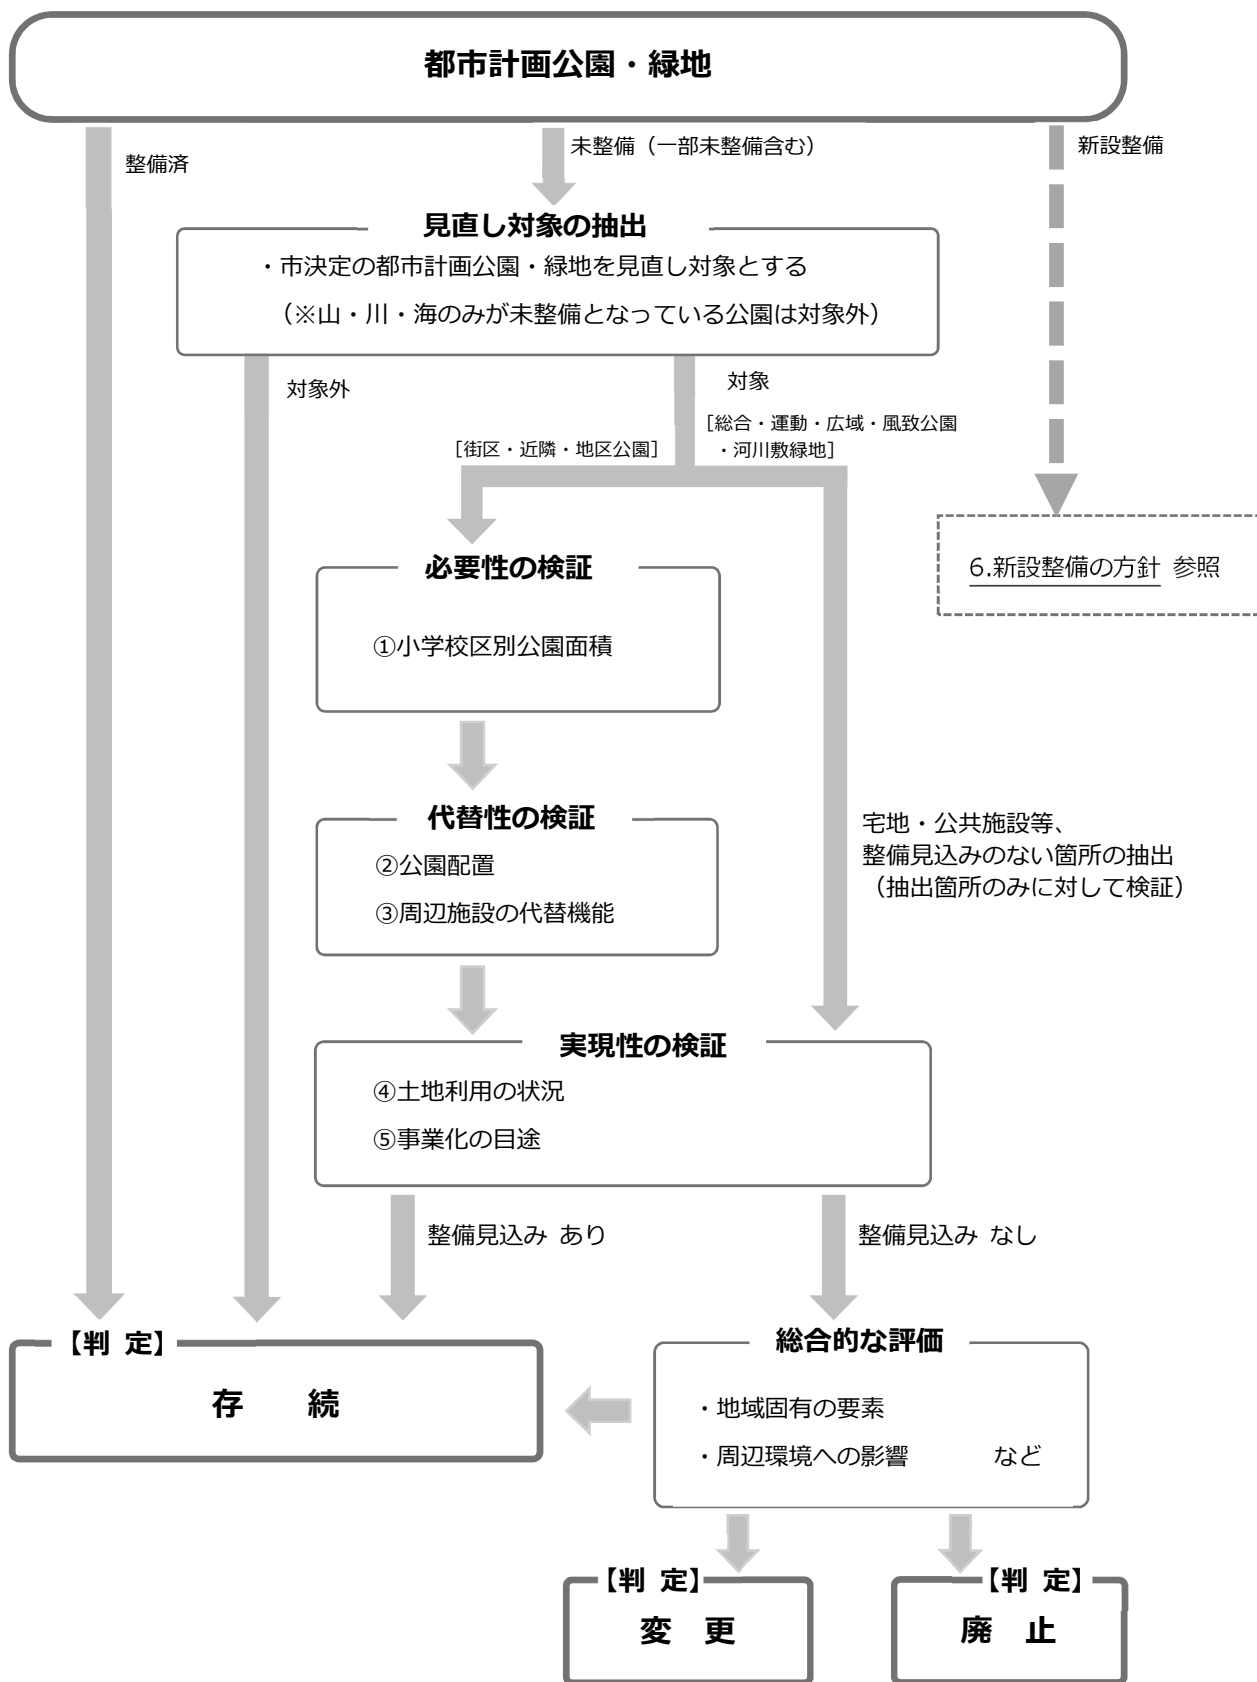 都市計画公園・緑地
整備済
未整備（一部未整備含む）
新設整備
見直し対象の抽出
・市決定の都市計画公園・緑地を見直し対象とする
（※山・川・海のみが未整備となっている公園は対象外）
対象外
対象
［街区・近隣・地区公園］
［総合・運動・広域・風致公園
・河川敷緑地］
6.新設整備の方針 参照
必要性の検証
①小学校区別公園面積
代替性の検証
②公園配置
③周辺施設の代替機能
宅地・公共施設等、
整備見込みのない箇所の抽出
（抽出箇所のみに対して検証）
実現性の検証
④土地利用の状況
⑤事業化の目途
整備見込み あり
整備見込み なし
【判 定】
存 続
総合的な評価
・地域固有の要素
・周辺環境への影響 など
【判 定】
変 更
【判 定】
廃 止